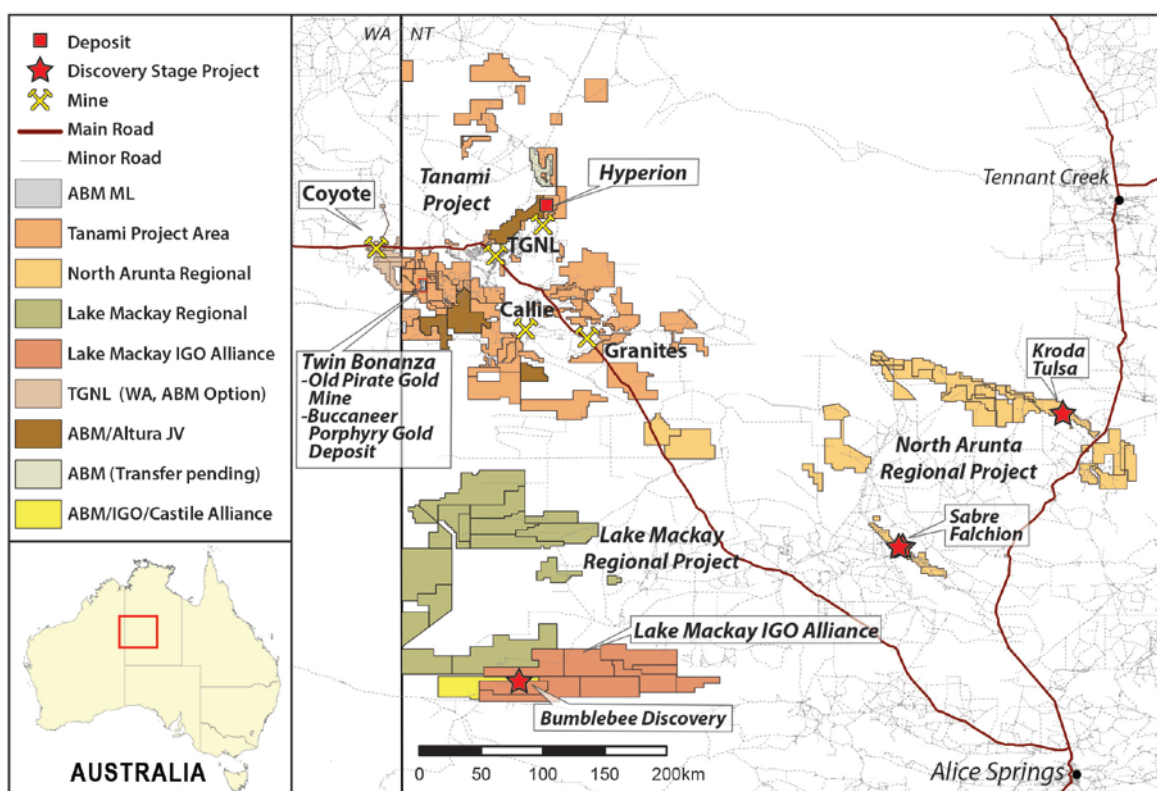 Deposit
Discovery Stage Project
Mine
Main Road
Minor Road
ABM ML
Tanami Project Area
North Arunta Regional
Lake Mackay Regional
Lake Mackay IGO Alliance
TGNL (WA, ABM Option)
ABM/Altura JV
ABM (Transfer pending)
ABM/IGO/Castile Alliance
AUSTRALIA
WA
NT
Coyote
Tanami
Project
Hyperion
TGNL
Callie
Granites
Twin Bonanza
-Old Pirate Gold
Mine
-Buccaneer
Porphyry Gold
Deposit
Tennant Creek
Kroda
Tulsa
North Arunta
Regional Project
Sabre
Falchion
Lake Mackay
Regional Project
Lake Mackay IGO Alliance
Bumblebee Discovery
0 50 100 150 200km
Alice Springs